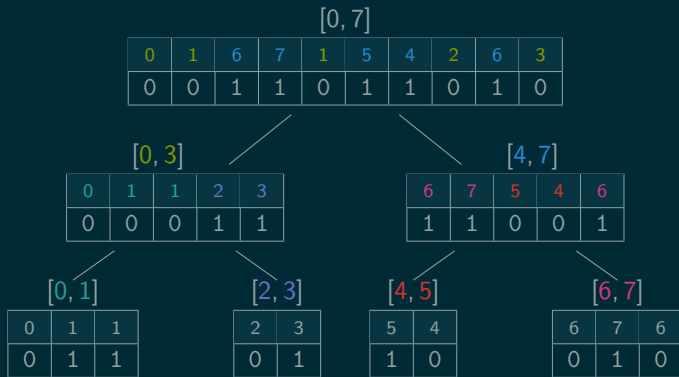 [0, 7]
0 1 6 7 1 5 4 2 6 3
0 0 1 1 0 1 1 0 1 0
[0, 3] [4, 7]
0 1 1 2 3 6 7 5 4 6
0 0 0 1 1 1 1 0 0 1
[0, 1] [2, 3] [4, 5] [6, 7]
0 1 1 2 3 5 4 6 7 6
0 1 1 0 1 1 0 0 1 0